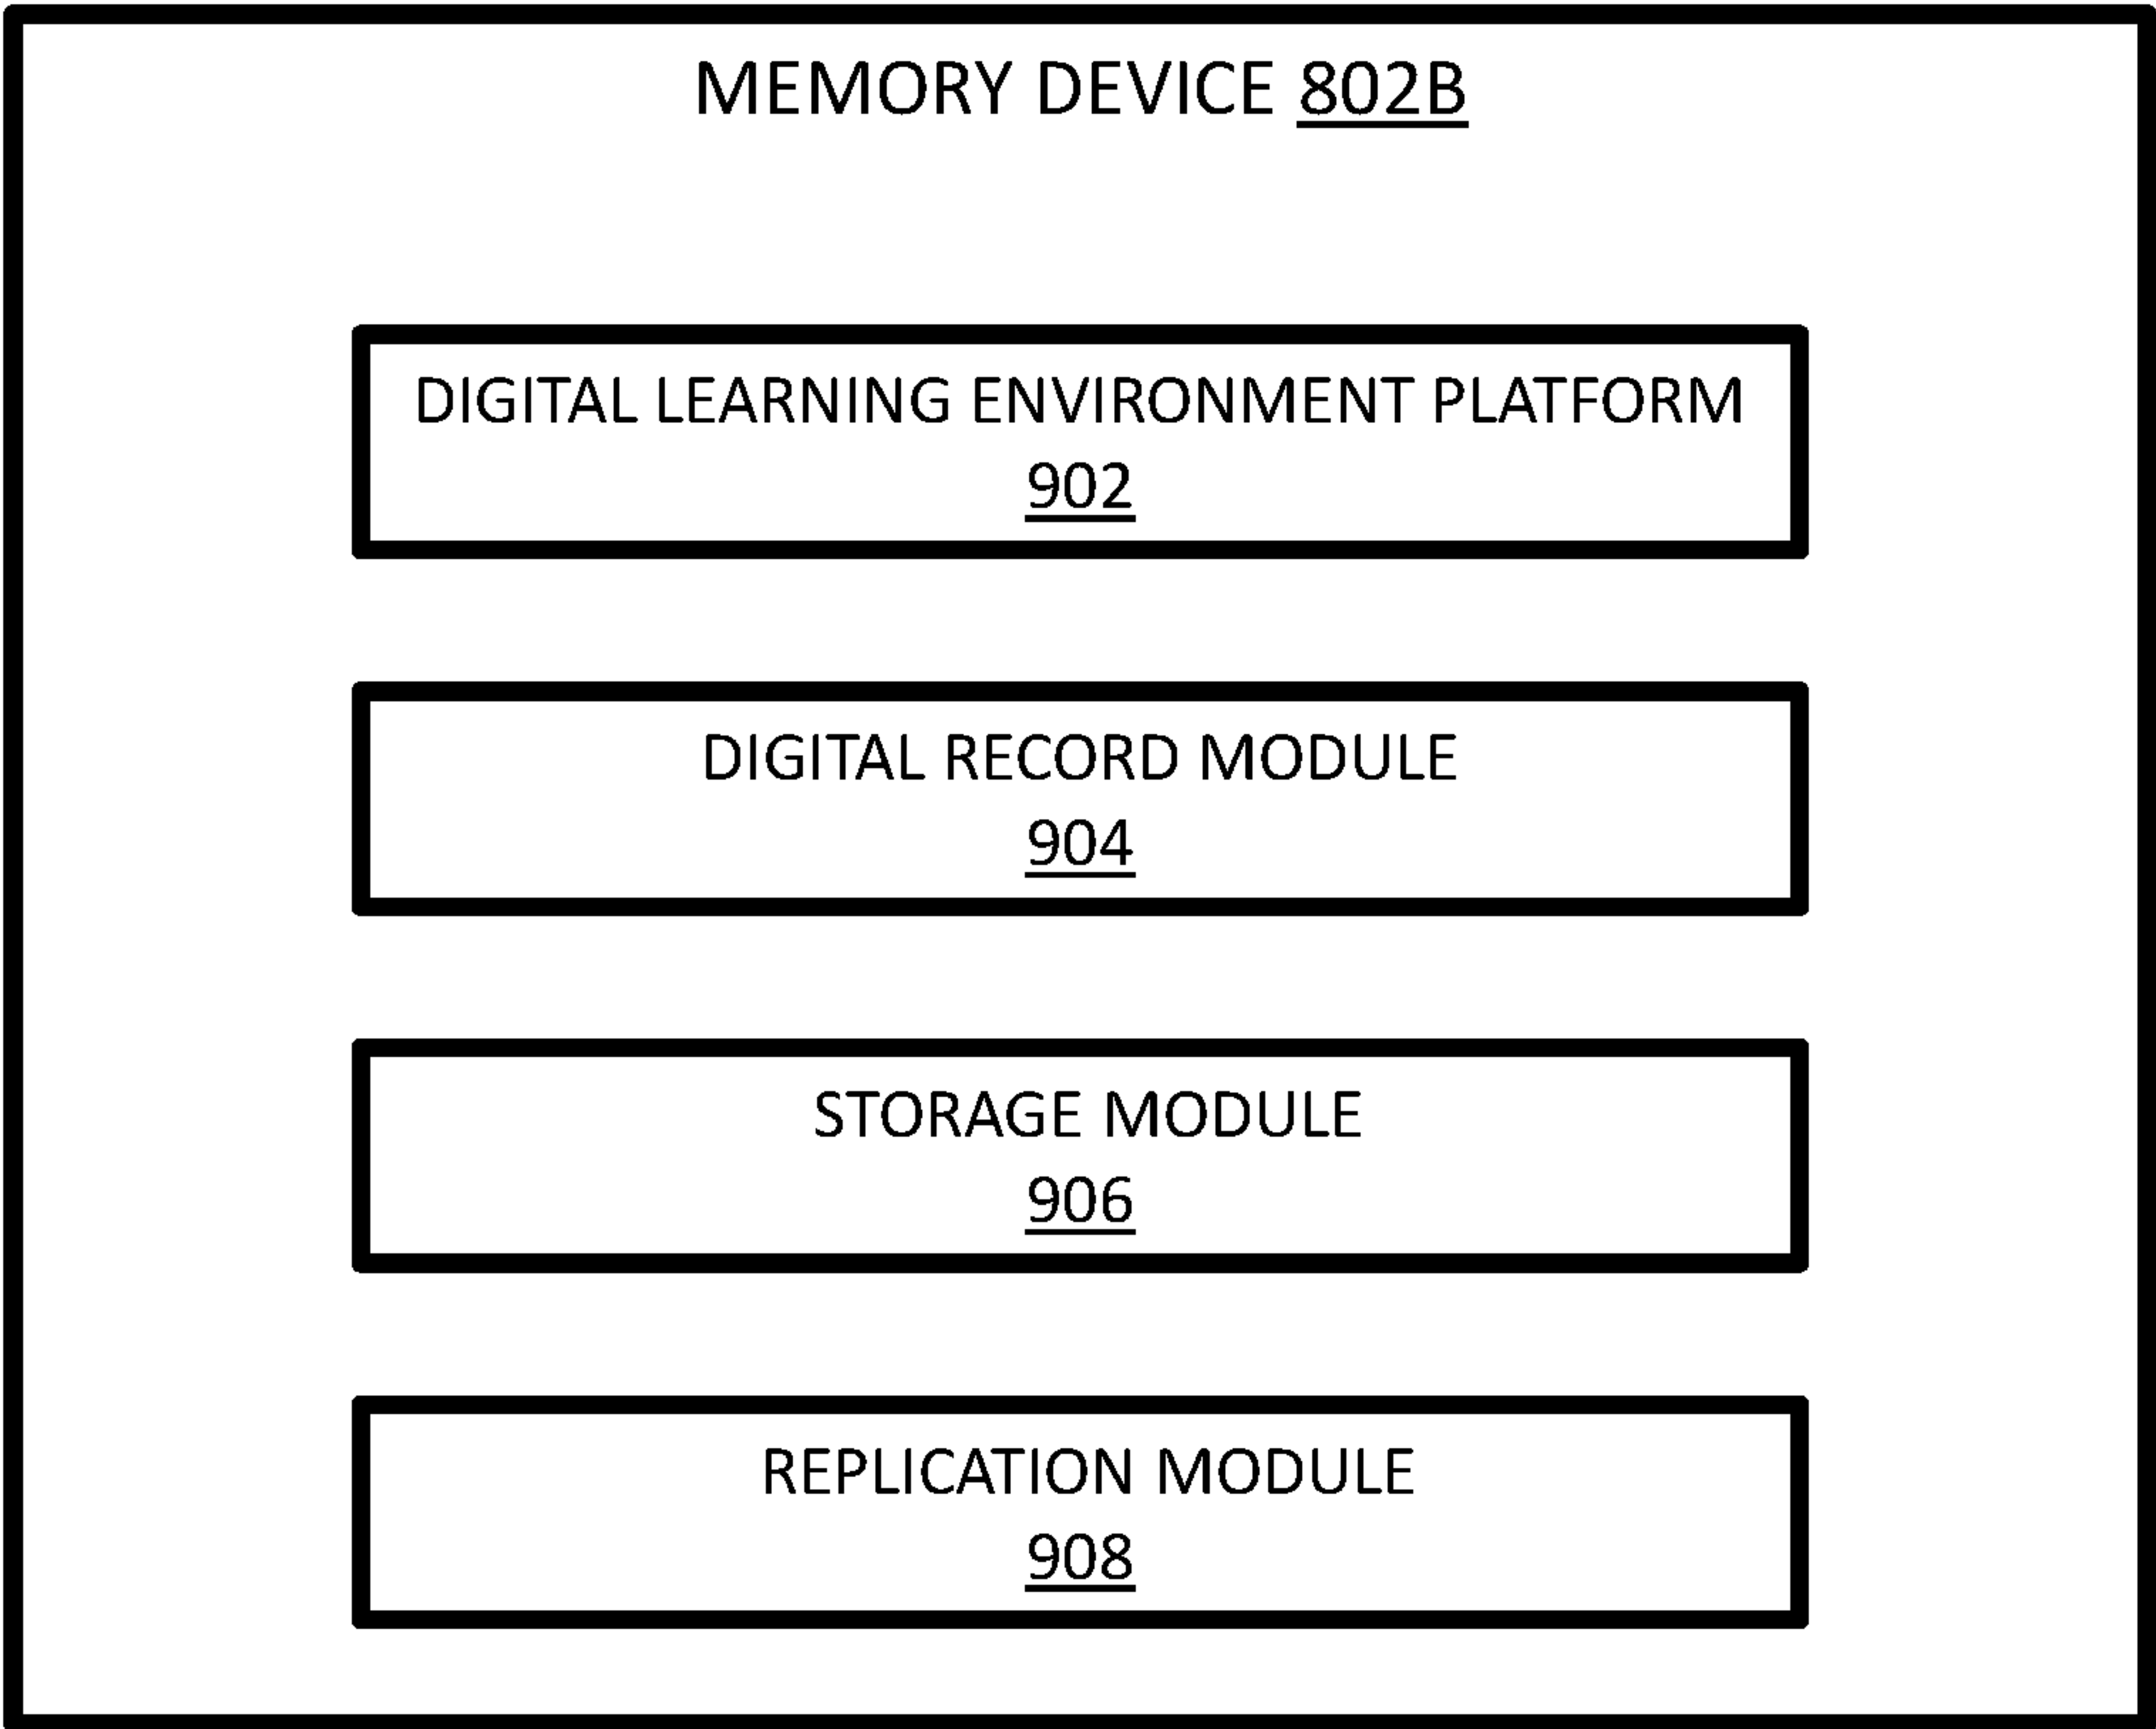 MEMORY DEVICE 802B
DIGITAL LEARNING ENVIRONMENT PLATFORM
902
DIGITAL RECORD MODULE
904
STORAGE MODULE
906
REPLICATION MODULE
908